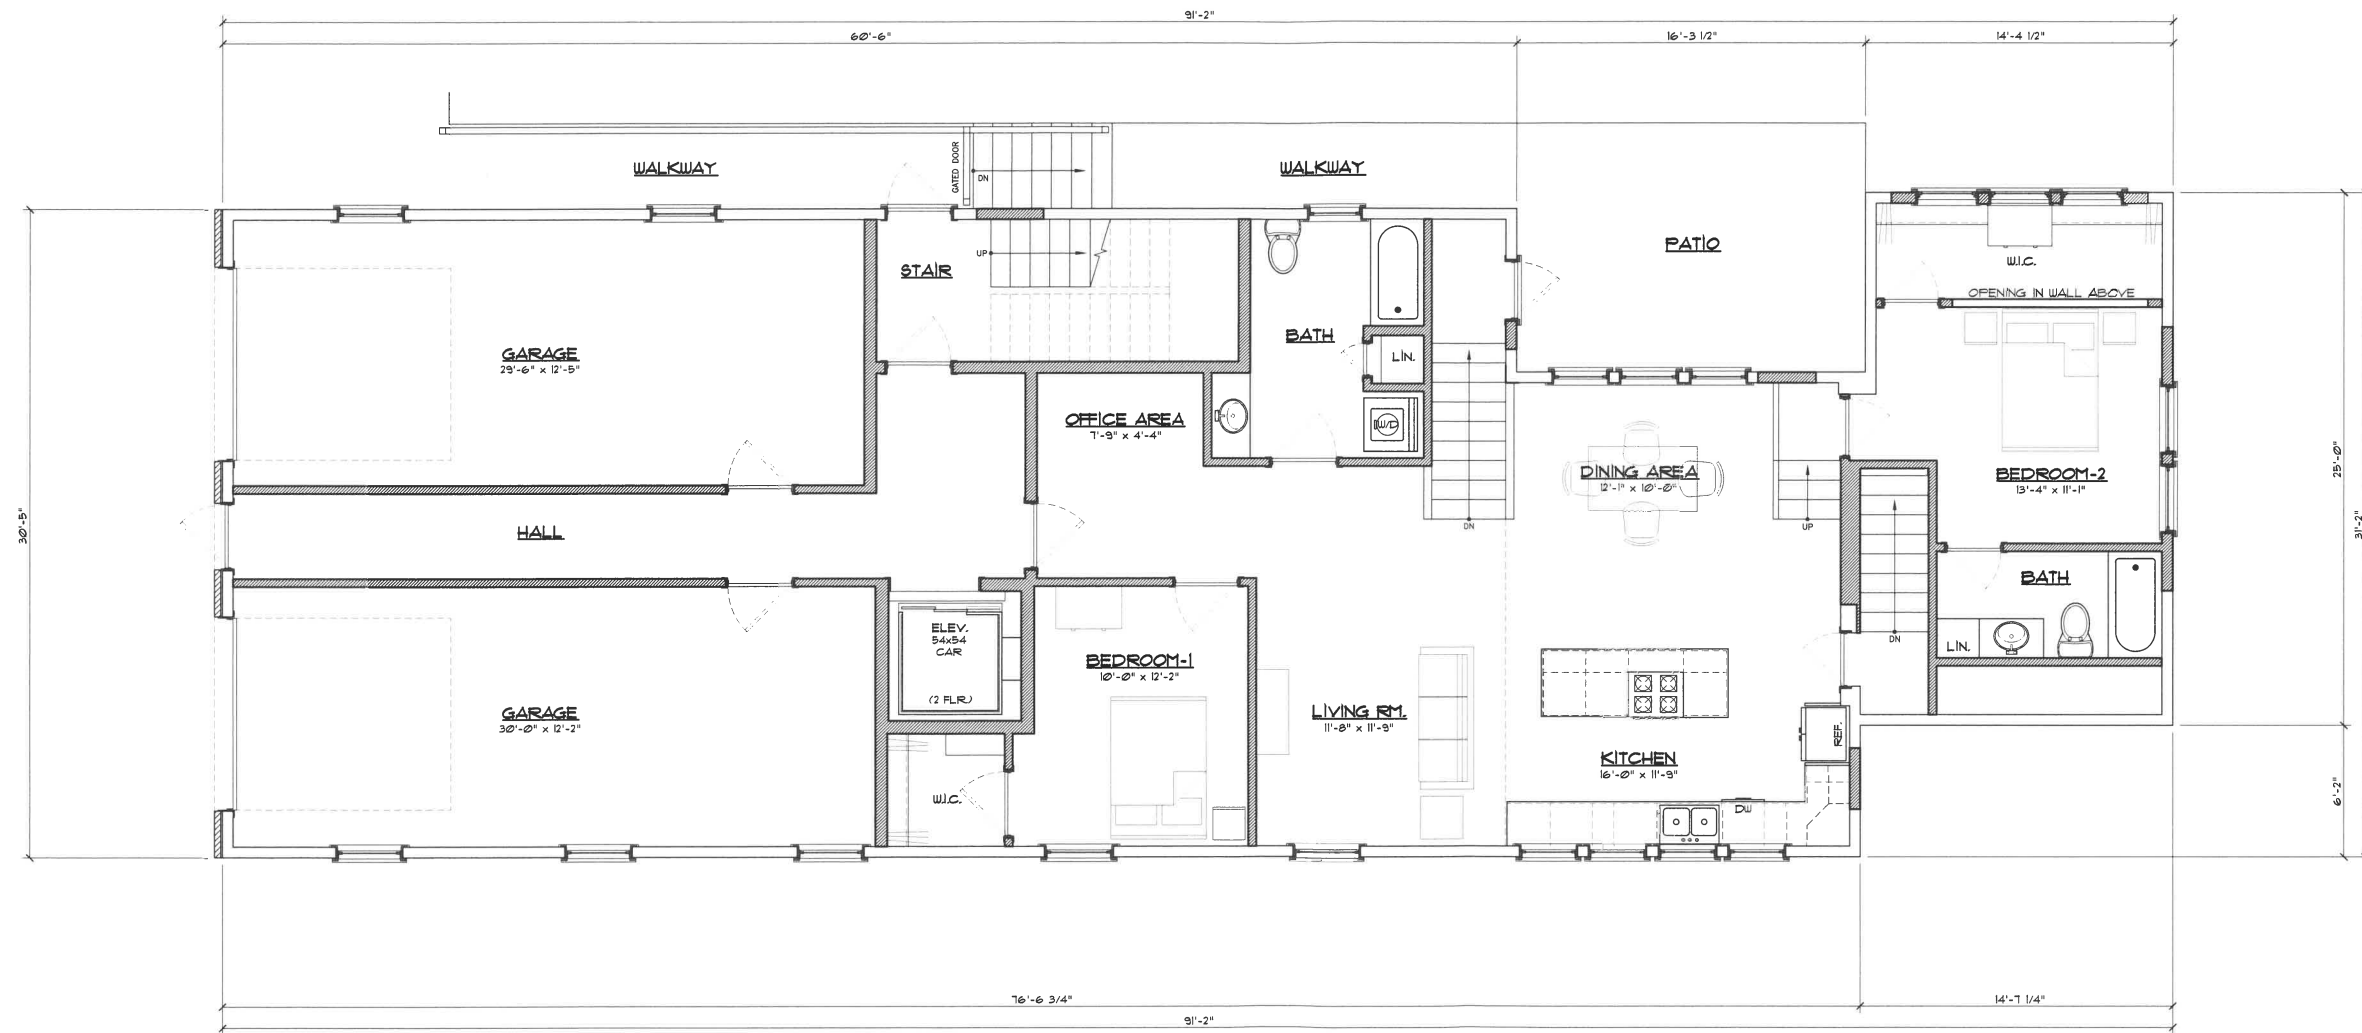 91'-2"
60'-6"
16'-3 1/2"
14'-4 1/2"
WALKWAY
GATED DOOR
DN
WALKWAY
PATIO
STAIR
UP
W.I.C.
OPENING IN WALL ABOVE
BATH
LIN.
GARAGE
29'-6" x 12'-5"
OFFICE AREA
7'-9" x 4'-4"
W/D
DINING AREA
12'-1" x 10'-0"
BEDROOM-2
13'-4" x 11'-1"
25'-0"
30'-5"
31'-2"
HALL
DN
UP
BATH
ELEV.
54x54
CAR
(2 FLR.)
DN
LIN.
BEDROOM-1
10'-0" x 12'-2"
GARAGE
30'-0" x 12'-2"
LIVING RM.
11'-8" x 11'-9"
REF.
KITCHEN
16'-0" x 11'-9"
W.I.C.
DW
6'-2"
76'-6 3/4"
14'-7 1/4"
91'-2"